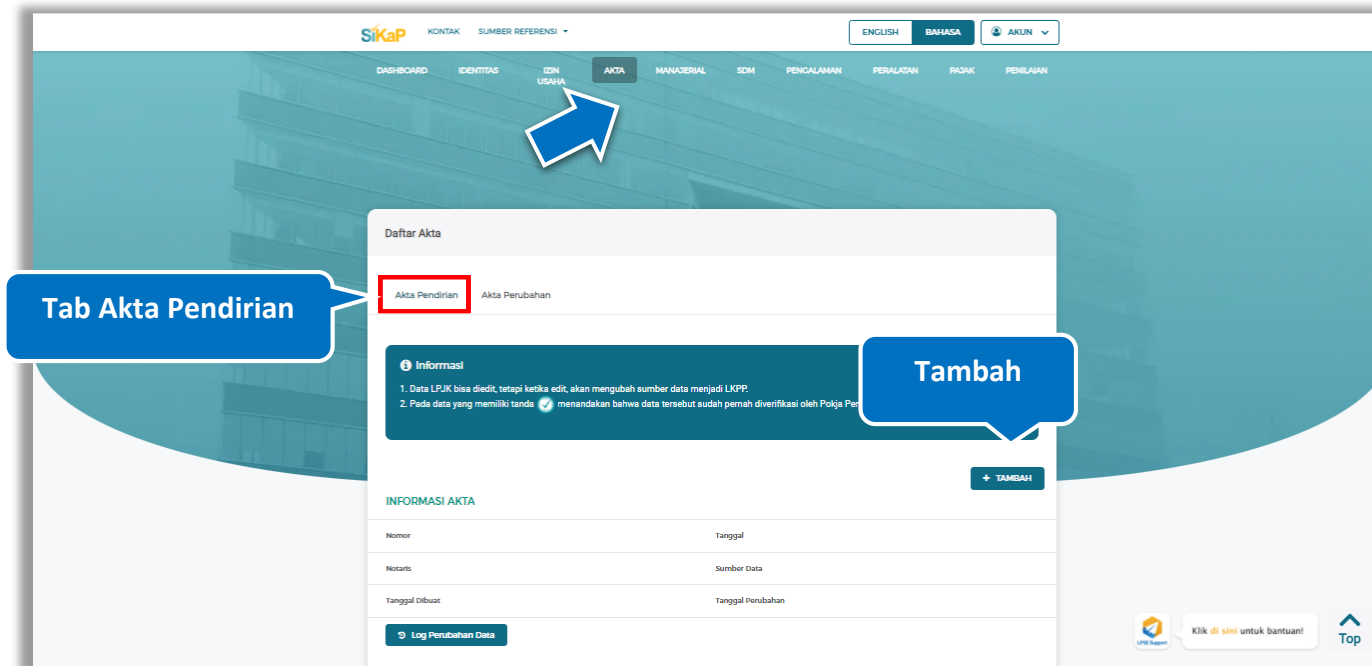 SiKaP KONTAK SUMBER REFERENSI ENGLISH BAHASA AKUN
DASHBOARD IDENTITAS IZIN USAHA AKTA MANAJERIAL SDM PENGALAMAN PERALATAN PAJAK PENILAIAN
Daftar Akta
Tab Akta Pendirian
Akta Pendirian Akta Perubahan
Tambah
Informasi
1. Data LPJK bisa diedit, tetapi ketika edit, akan mengubah sumber data menjadi LKPP.
2. Pada data yang memiliki tanda menandakan bahwa data tersebut sudah pernah diverifikasi oleh Pokja
+ TAMBAH
INFORMASI AKTA
Nomor Tanggal
Notaris Sumber Data
Tanggal Dibuat Tanggal Perubahan
Log Perubahan Data
LPSE Support
Klik di sini untuk bantuan!
Top